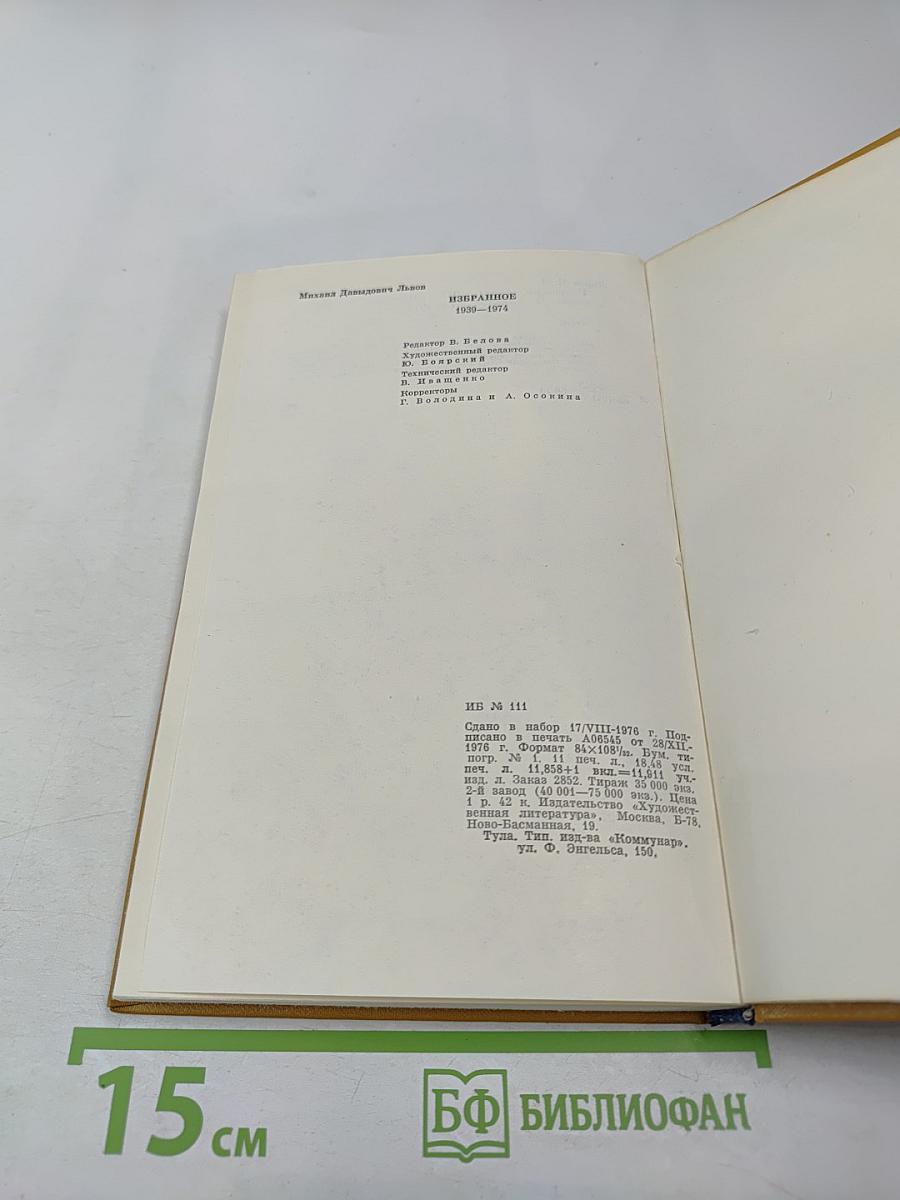 Михаил Давыдович Львов
ИЗБРАННОЕ
1939—1974
Редактор В. Белова
Художественный редактор
Ю. Боярский
Технический редактор
В. Иващенко
Корректоры
Г. Володина и А. Осокина
ИБ № 111
Сдано в набор 17/VIII-1976 г. Под-
писано в печать А06545 от 28/XII.-
1976 г. Формат 84×108¹/₃₂. Бум. ти-
погр. № 1. 11 печ. л., 18,48 усл.
печ. л. 11,858+1 вкл.=11,911 уч.-
изд. л. Заказ 2852. Тираж 35 000 экз.
2-й завод (40 001—75 000 экз.). Цена
1 р. 42 к. Издательство «Художест-
венная литература», Москва, Б-78,
Ново-Басманная, 19.
Тула. Тип. изд-ва «Коммунар».
ул. Ф. Энгельса, 150.
15 см
БФ БИБЛИОФАН